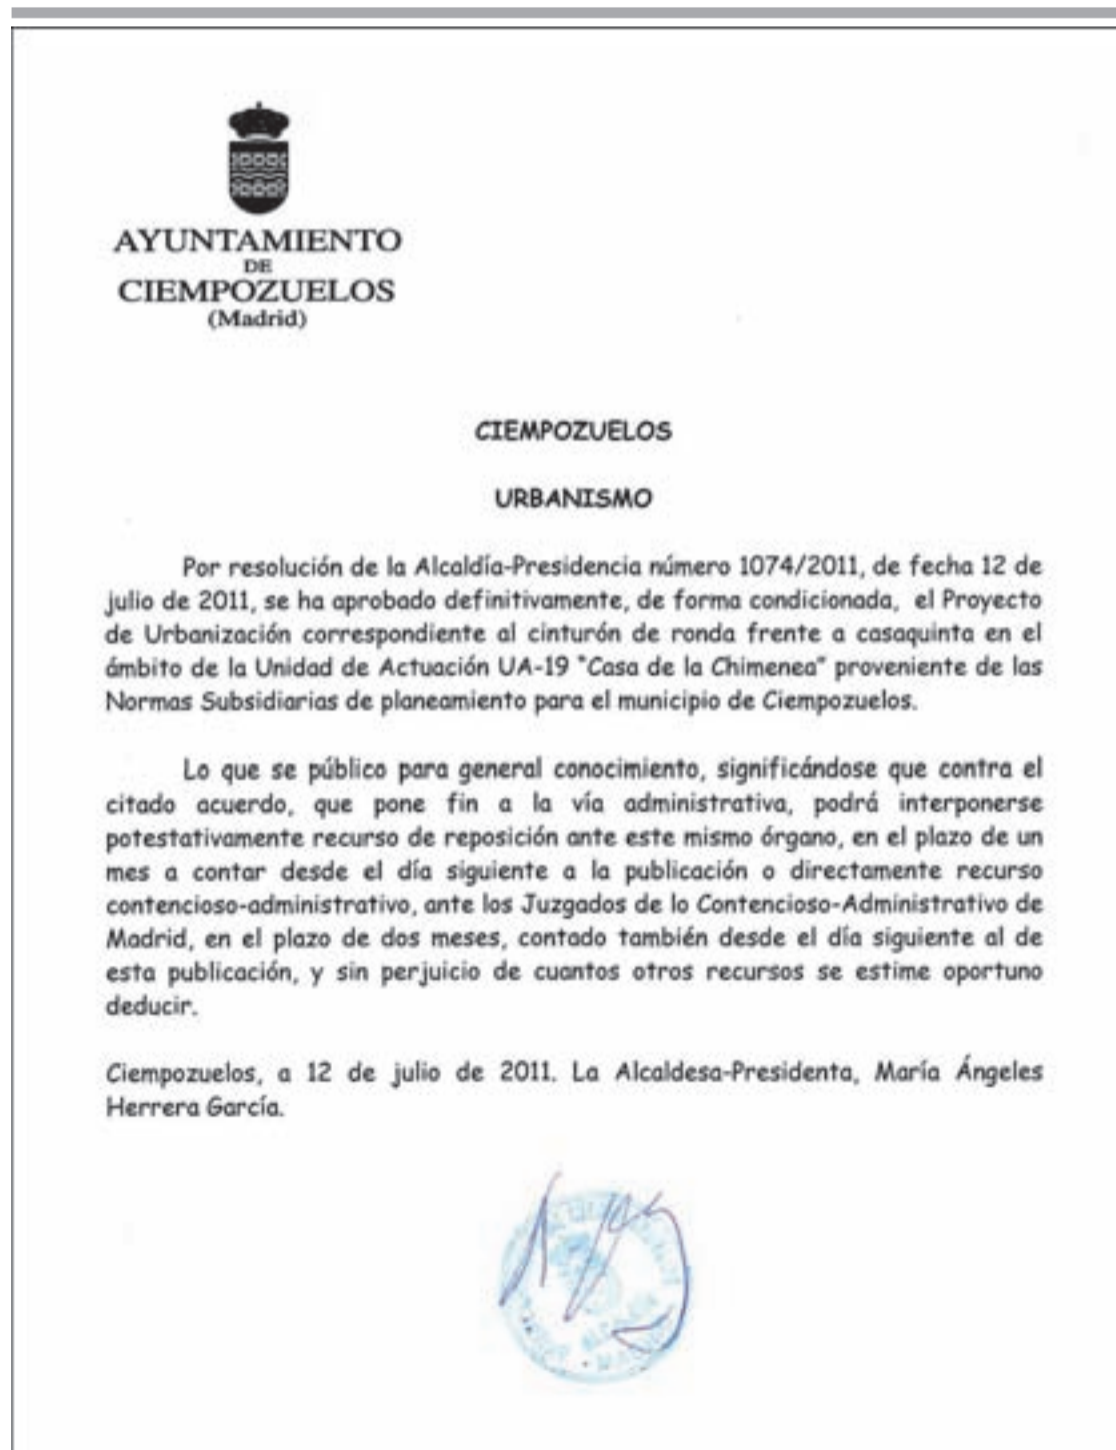 AYUNTAMIENTO
DE
CIEMPOZUELOS
(Madrid)
CIEMPOZUELOS
URBANISMO
Por resolución de la Alcaldía-Presidencia número 1074/2011, de fecha 12 de
julio de 2011, se ha aprobado definitivamente, de forma condicionada, el Proyecto
de Urbanización correspondiente al cinturón de ronda frente a casaquinta en el
ámbito de la Unidad de Actuación UA-19 "Casa de la Chimenea" proveniente de las
Normas Subsidiarias de planeamiento para el municipio de Ciempozuelos.
Lo que se público para general conocimiento, significándose que contra el
citado acuerdo, que pone fin a la vía administrativa, podrá interponerse
potestativamente recurso de reposición ante este mismo órgano, en el plazo de un
mes a contar desde el día siguiente a la publicación o directamente recurso
contencioso-administrativo, ante los Juzgados de lo Contencioso-Administrativo de
Madrid, en el plazo de dos meses, contado también desde el día siguiente al de
esta publicación, y sin perjuicio de cuantos otros recursos se estime oportuno
deducir.
Ciempozuelos, a 12 de julio de 2011. La Alcaldesa-Presidenta, María Ángeles
Herrera García.